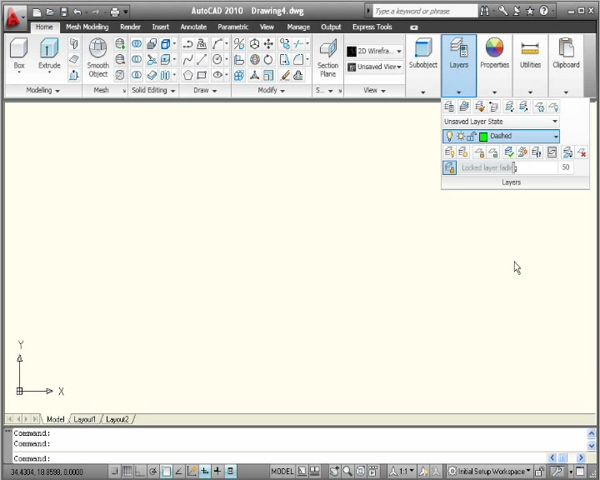 AutoCAD 2010 Drawing4.dwg
Type a keyword or phrase
Home Mesh Modeling Render Insert Annotate Parametric View Manage Output Express Tools
Box
Extrude
Smooth
Object
Section
Plane
2D Wirefr...
Unsaved View
Subobject
Layers
Properties
Utilities
Clipboard
Modeling
Mesh
Solid Editing
Draw
Modify
S...
View
Unsaved Layer State
Dashed
Locked layer fading
50
Layers
Y
X
Model Layout1 Layout2
Command:
Command:
Command:
34.4304, 18.8598, 0.0000
MODEL
1:1
Initial Setup Workspace